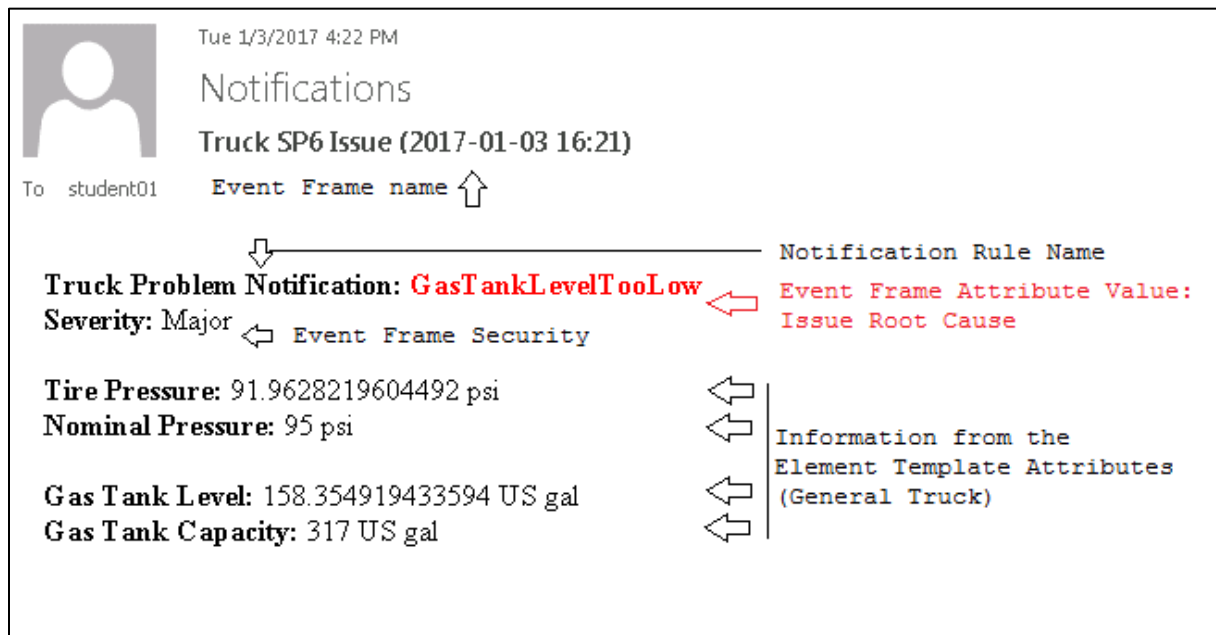 Tue 1/3/2017 4:22 PM
Notifications
Truck SP6 Issue (2017-01-03 16:21)
To student01 Event Frame name
Notification Rule Name
Truck Problem Notification: GasTankLevelTooLow
Event Frame Attribute Value:
Issue Root Cause
Severity: Major
Event Frame Security
Tire Pressure: 91.9628219604492 psi
Nominal Pressure: 95 psi
Information from the
Element Template Attributes
(General Truck)
Gas Tank Level: 158.354919433594 US gal
Gas Tank Capacity: 317 US gal